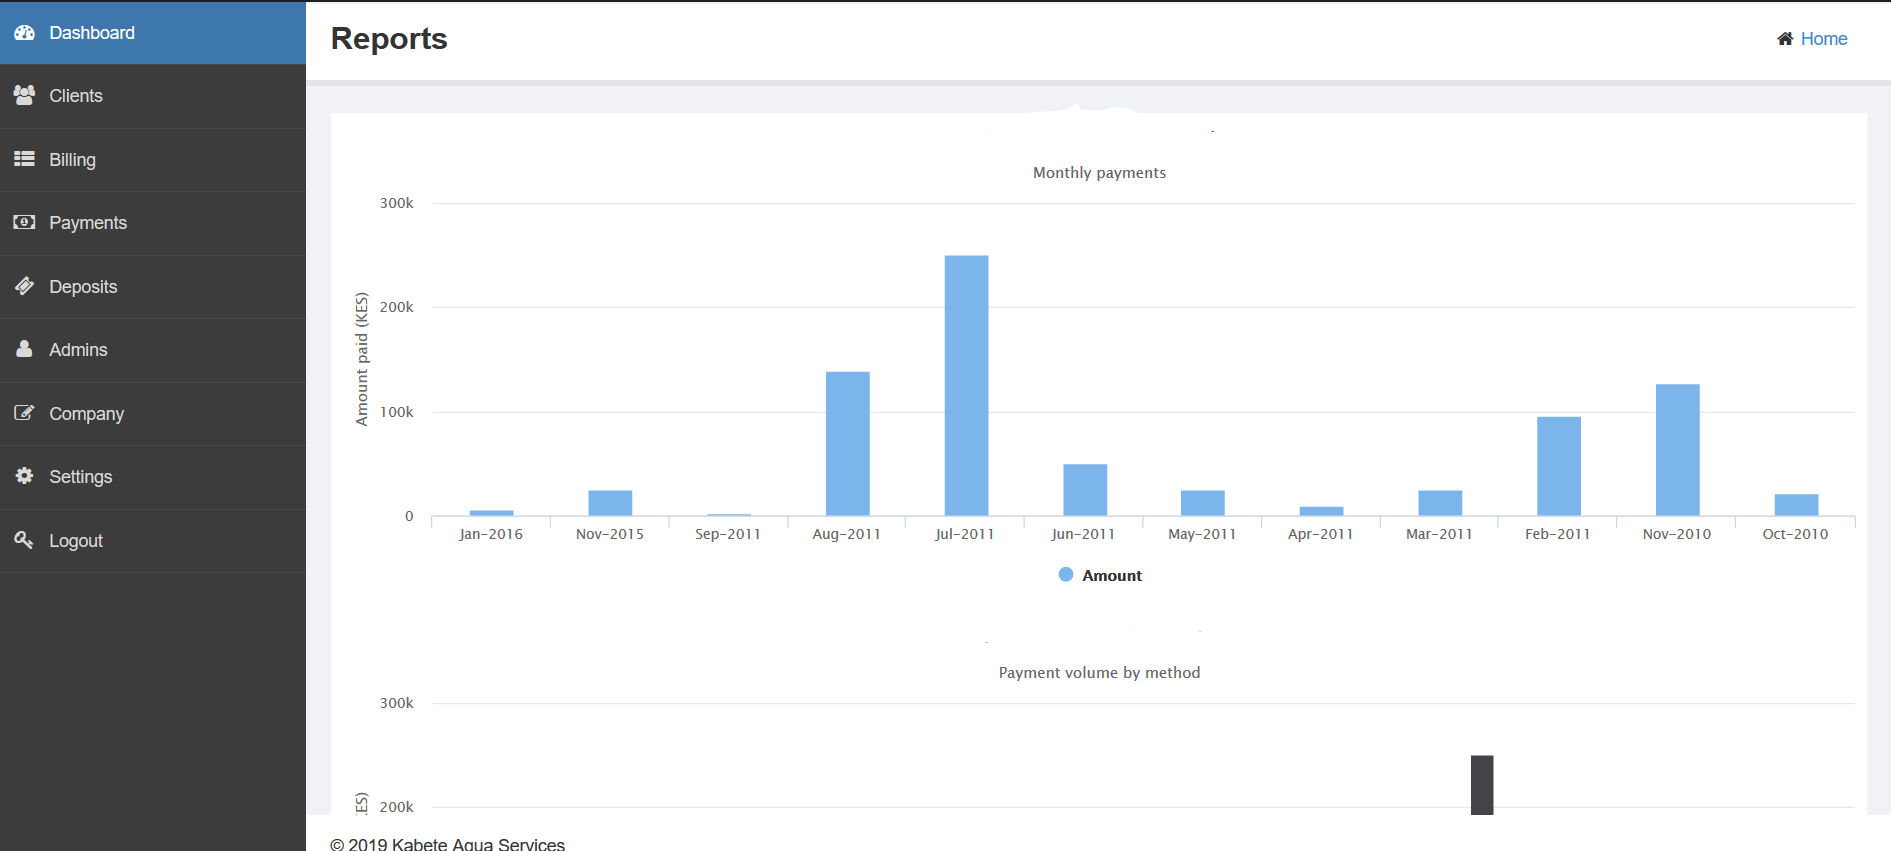 Dashboard
Clients
Billing
Payments
Deposits
Admins
Company
Settings
Logout
Reports
Home
Monthly payments
300k
200k
100k
0
Amount paid (KES)
Jan-2016 Nov-2015 Sep-2011 Aug-2011 Jul-2011 Jun-2011 May-2011 Apr-2011 Mar-2011 Feb-2011 Nov-2010 Oct-2010
Amount
Payment volume by method
300k
200k
ES)
© 2019 Kabete Aqua Services